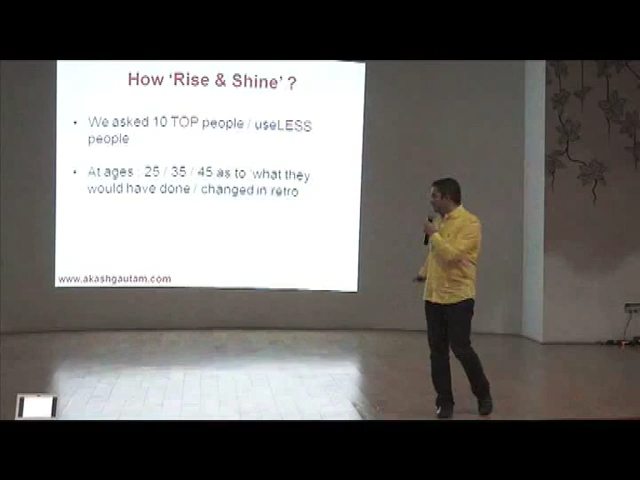 How 'Rise & Shine' ?
• We asked 10 TOP people / useLESS
people
• At ages : 25 / 35 / 45 as to 'what they
would have done / changed in retro
www.akashgautam.com